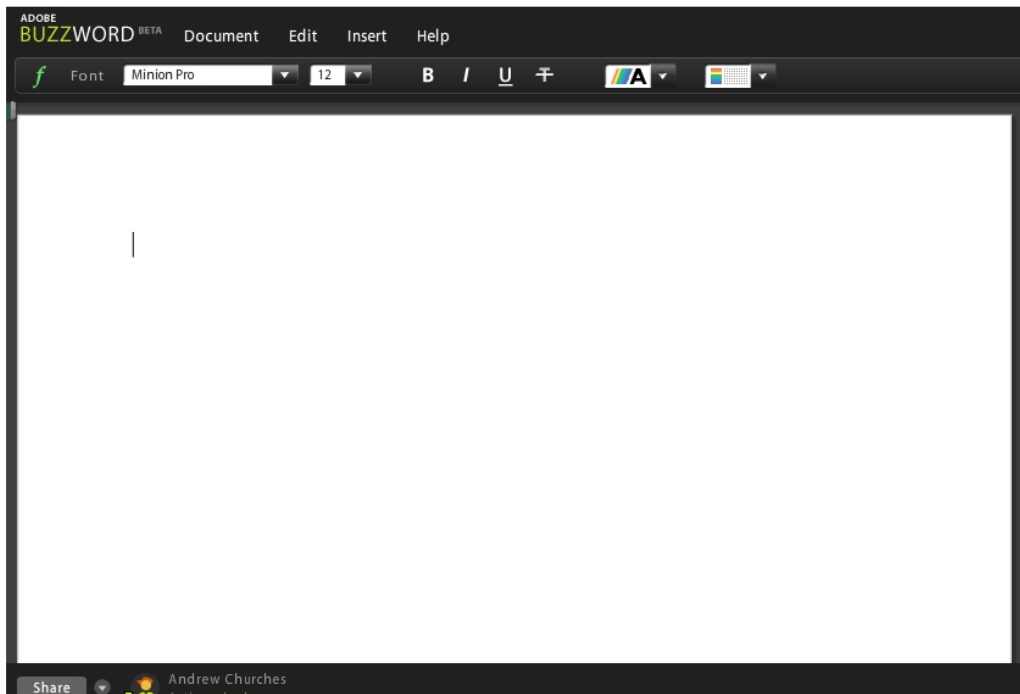 ADOBE
BUZZWORD BETA Document Edit Insert Help
f Font Minion Pro 12 B I U T A
Share Andrew Churches